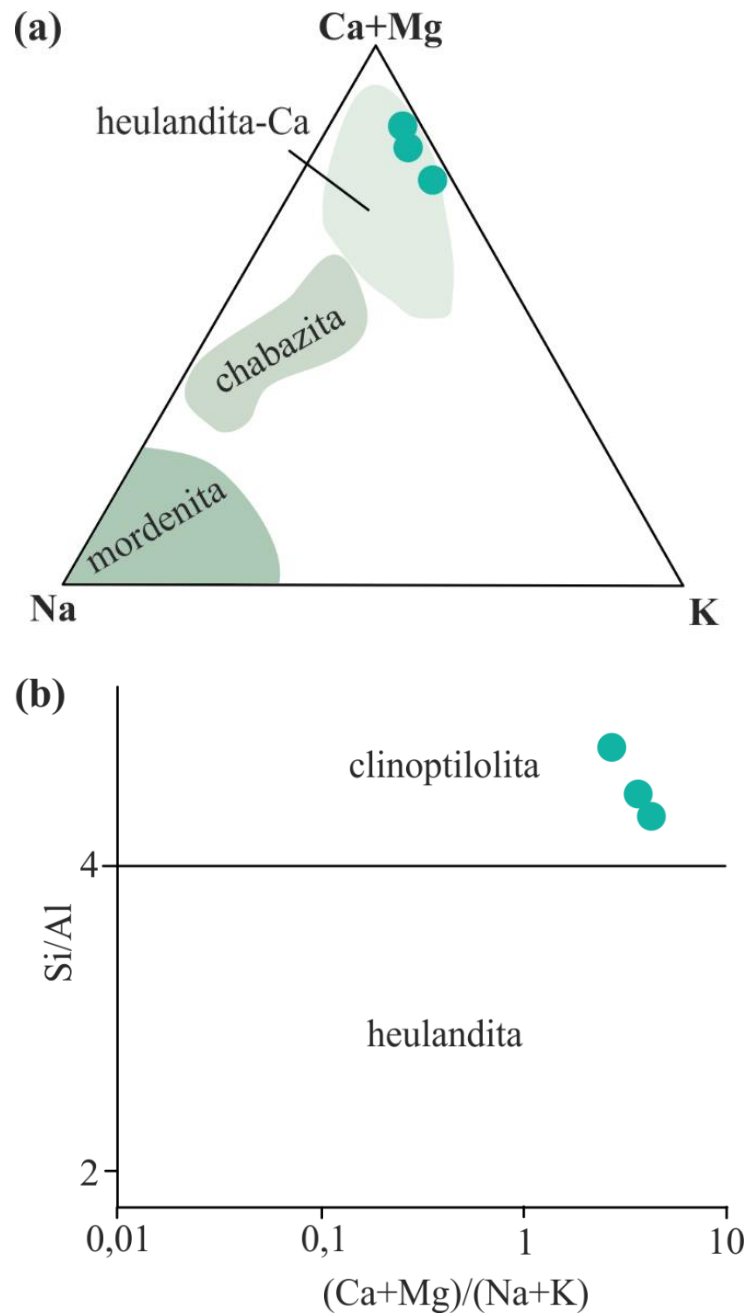 (a)
Ca+Mg
heulandita-Ca
chabazita
mordenita
Na
K
(b)
clinoptilolita
4
Si/Al
heulandita
2
0,01
0,1
1
10
(Ca+Mg)/(Na+K)